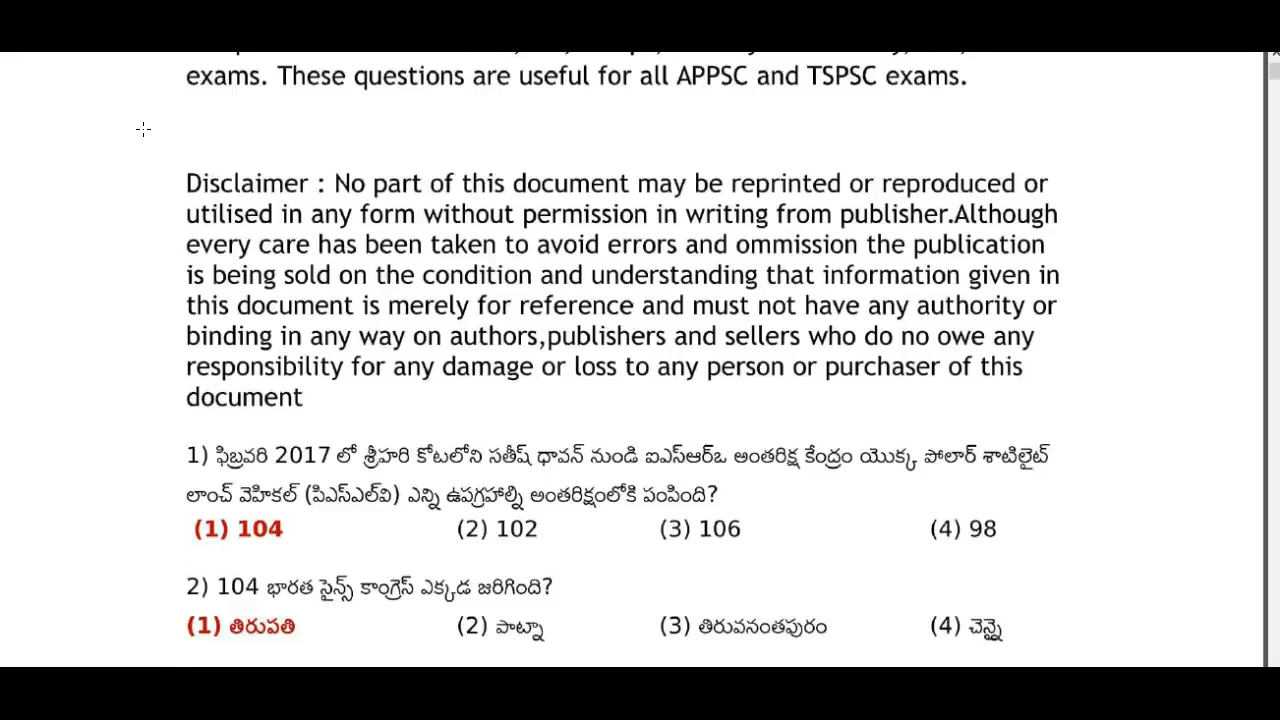 exams. These questions are useful for all APPSC and TSPSC exams.
Disclaimer : No part of this document may be reprinted or reproduced or
utilised in any form without permission in writing from publisher.Although
every care has been taken to avoid errors and ommission the publication
is being sold on the condition and understanding that information given in
this document is merely for reference and must not have any authority or
binding in any way on authors,publishers and sellers who do no owe any
responsibility for any damage or loss to any person or purchaser of this
document
1) ఫిబ్రవరి 2017 లో శ్రీహరి కోటలోని సతీష్ ధావన్ నుండి ఐఎస్ఆర్ఒ అంతరిక్ష కేంద్రం యొక్క పోలార్ శాటిలైట్
లాంచ్ వెహికల్ (పిఎస్ఎల్‌వి) ఎన్ని ఉపగ్రహాల్ని అంతరిక్షంలోకి పంపింది?
(1) 104 (2) 102 (3) 106 (4) 98
2) 104 భారత సైన్స్ కాంగ్రెస్ ఎక్కడ జరిగింది?
(1) తిరుపతి (2) పాట్నా (3) తిరువనంతపురం (4) చెన్నై